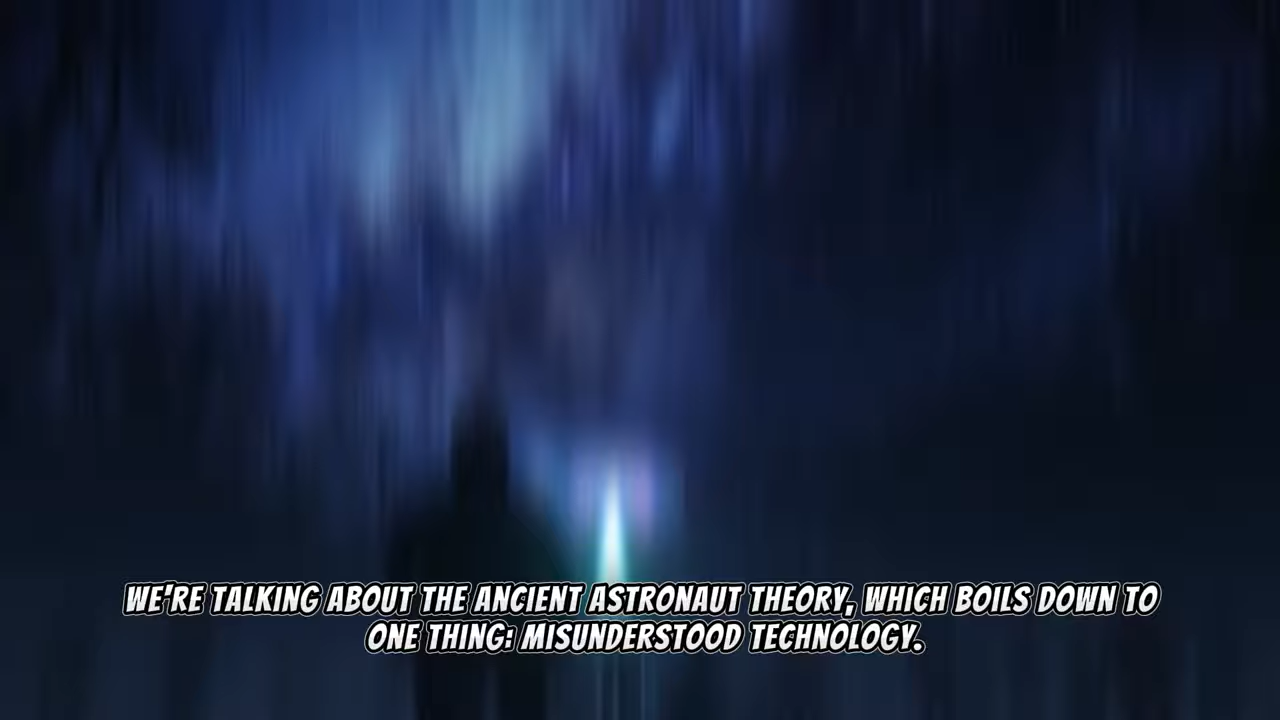 WE'RE TALKING ABOUT THE ANCIENT ASTRONAUT THEORY, WHICH BOILS DOWN TO
ONE THING: MISUNDERSTOOD TECHNOLOGY.